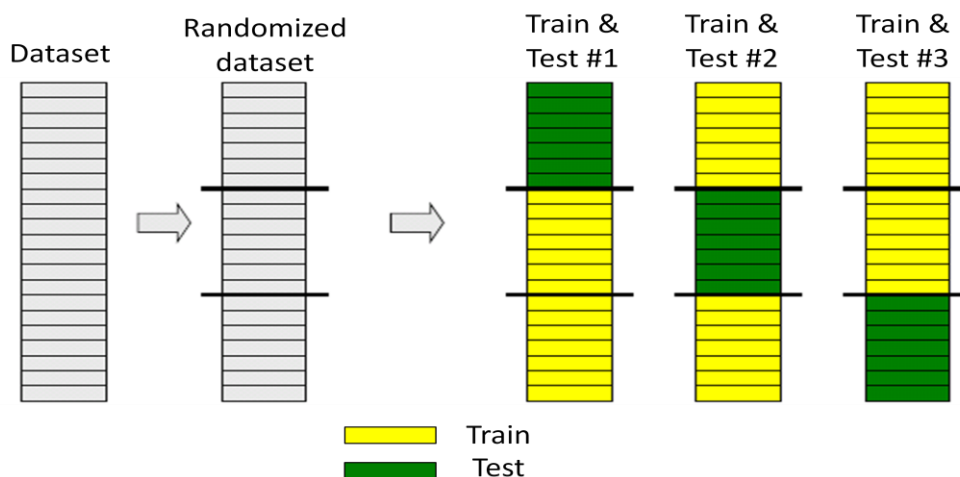 Dataset
Randomized
dataset
Train &
Test #1
Train &
Test #2
Train &
Test #3
Train
Test